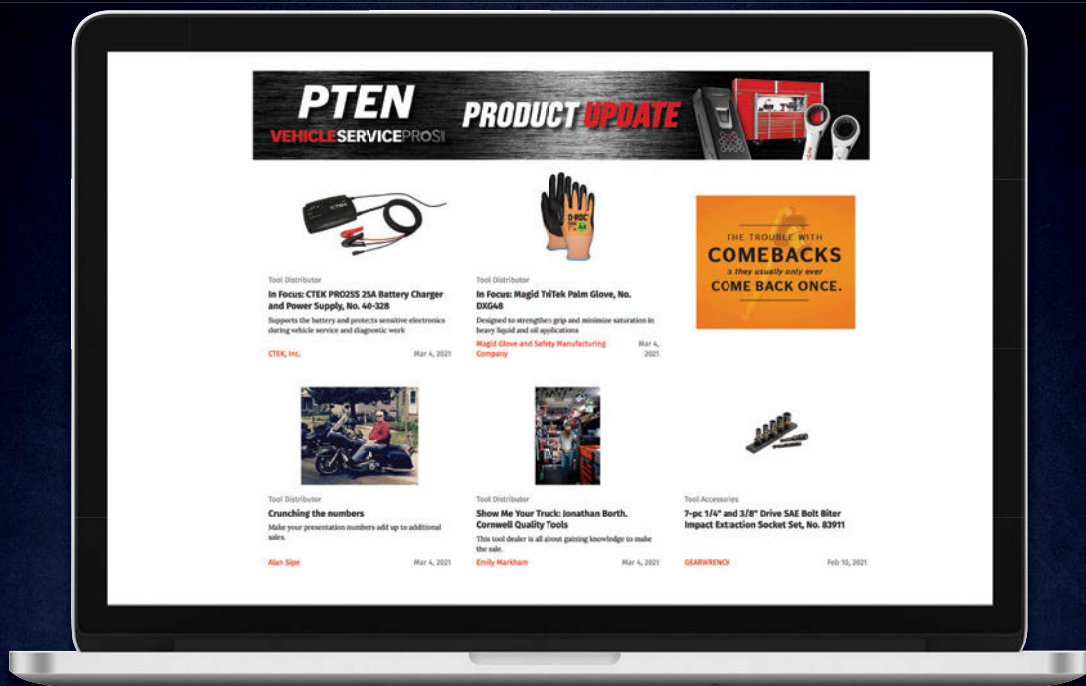 PTEN
VEHICLESERVICEPROS
PRODUCT UPDATE
CTEK
D-ROC
A4
Tool Distributor
In Focus: CTEK PRO25S 25A Battery Charger
and Power Supply, No. 40-328
Supports the battery and protects sensitive electronics
during vehicle service and diagnostic work
CTEK, Inc.
Mar 4, 2021
Tool Distributor
In Focus: Magid TriTek Palm Glove, No.
DXG48
Designed to strengthen grip and minimize saturation in
heavy liquid and oil applications
Magid Glove and Safety Manufacturing
Company
Mar 4,
2021
THE TROUBLE WITH
COMEBACKS
is they usually only ever
COME BACK ONCE.
Tool Distributor
Crunching the numbers
Make your presentation numbers add up to additional
sales.
Alan Sipe
Mar 4, 2021
Tool Distributor
Show Me Your Truck: Jonathan Borth,
Cornwell Quality Tools
This tool dealer is all about gaining knowledge to make
the sale.
Emily Markham
Mar 4, 2021
Tool Accessories
7-pc 1/4" and 3/8" Drive SAE Bolt Biter
Impact Extraction Socket Set, No. 83911
GEARWRENCH
Feb 10, 2021